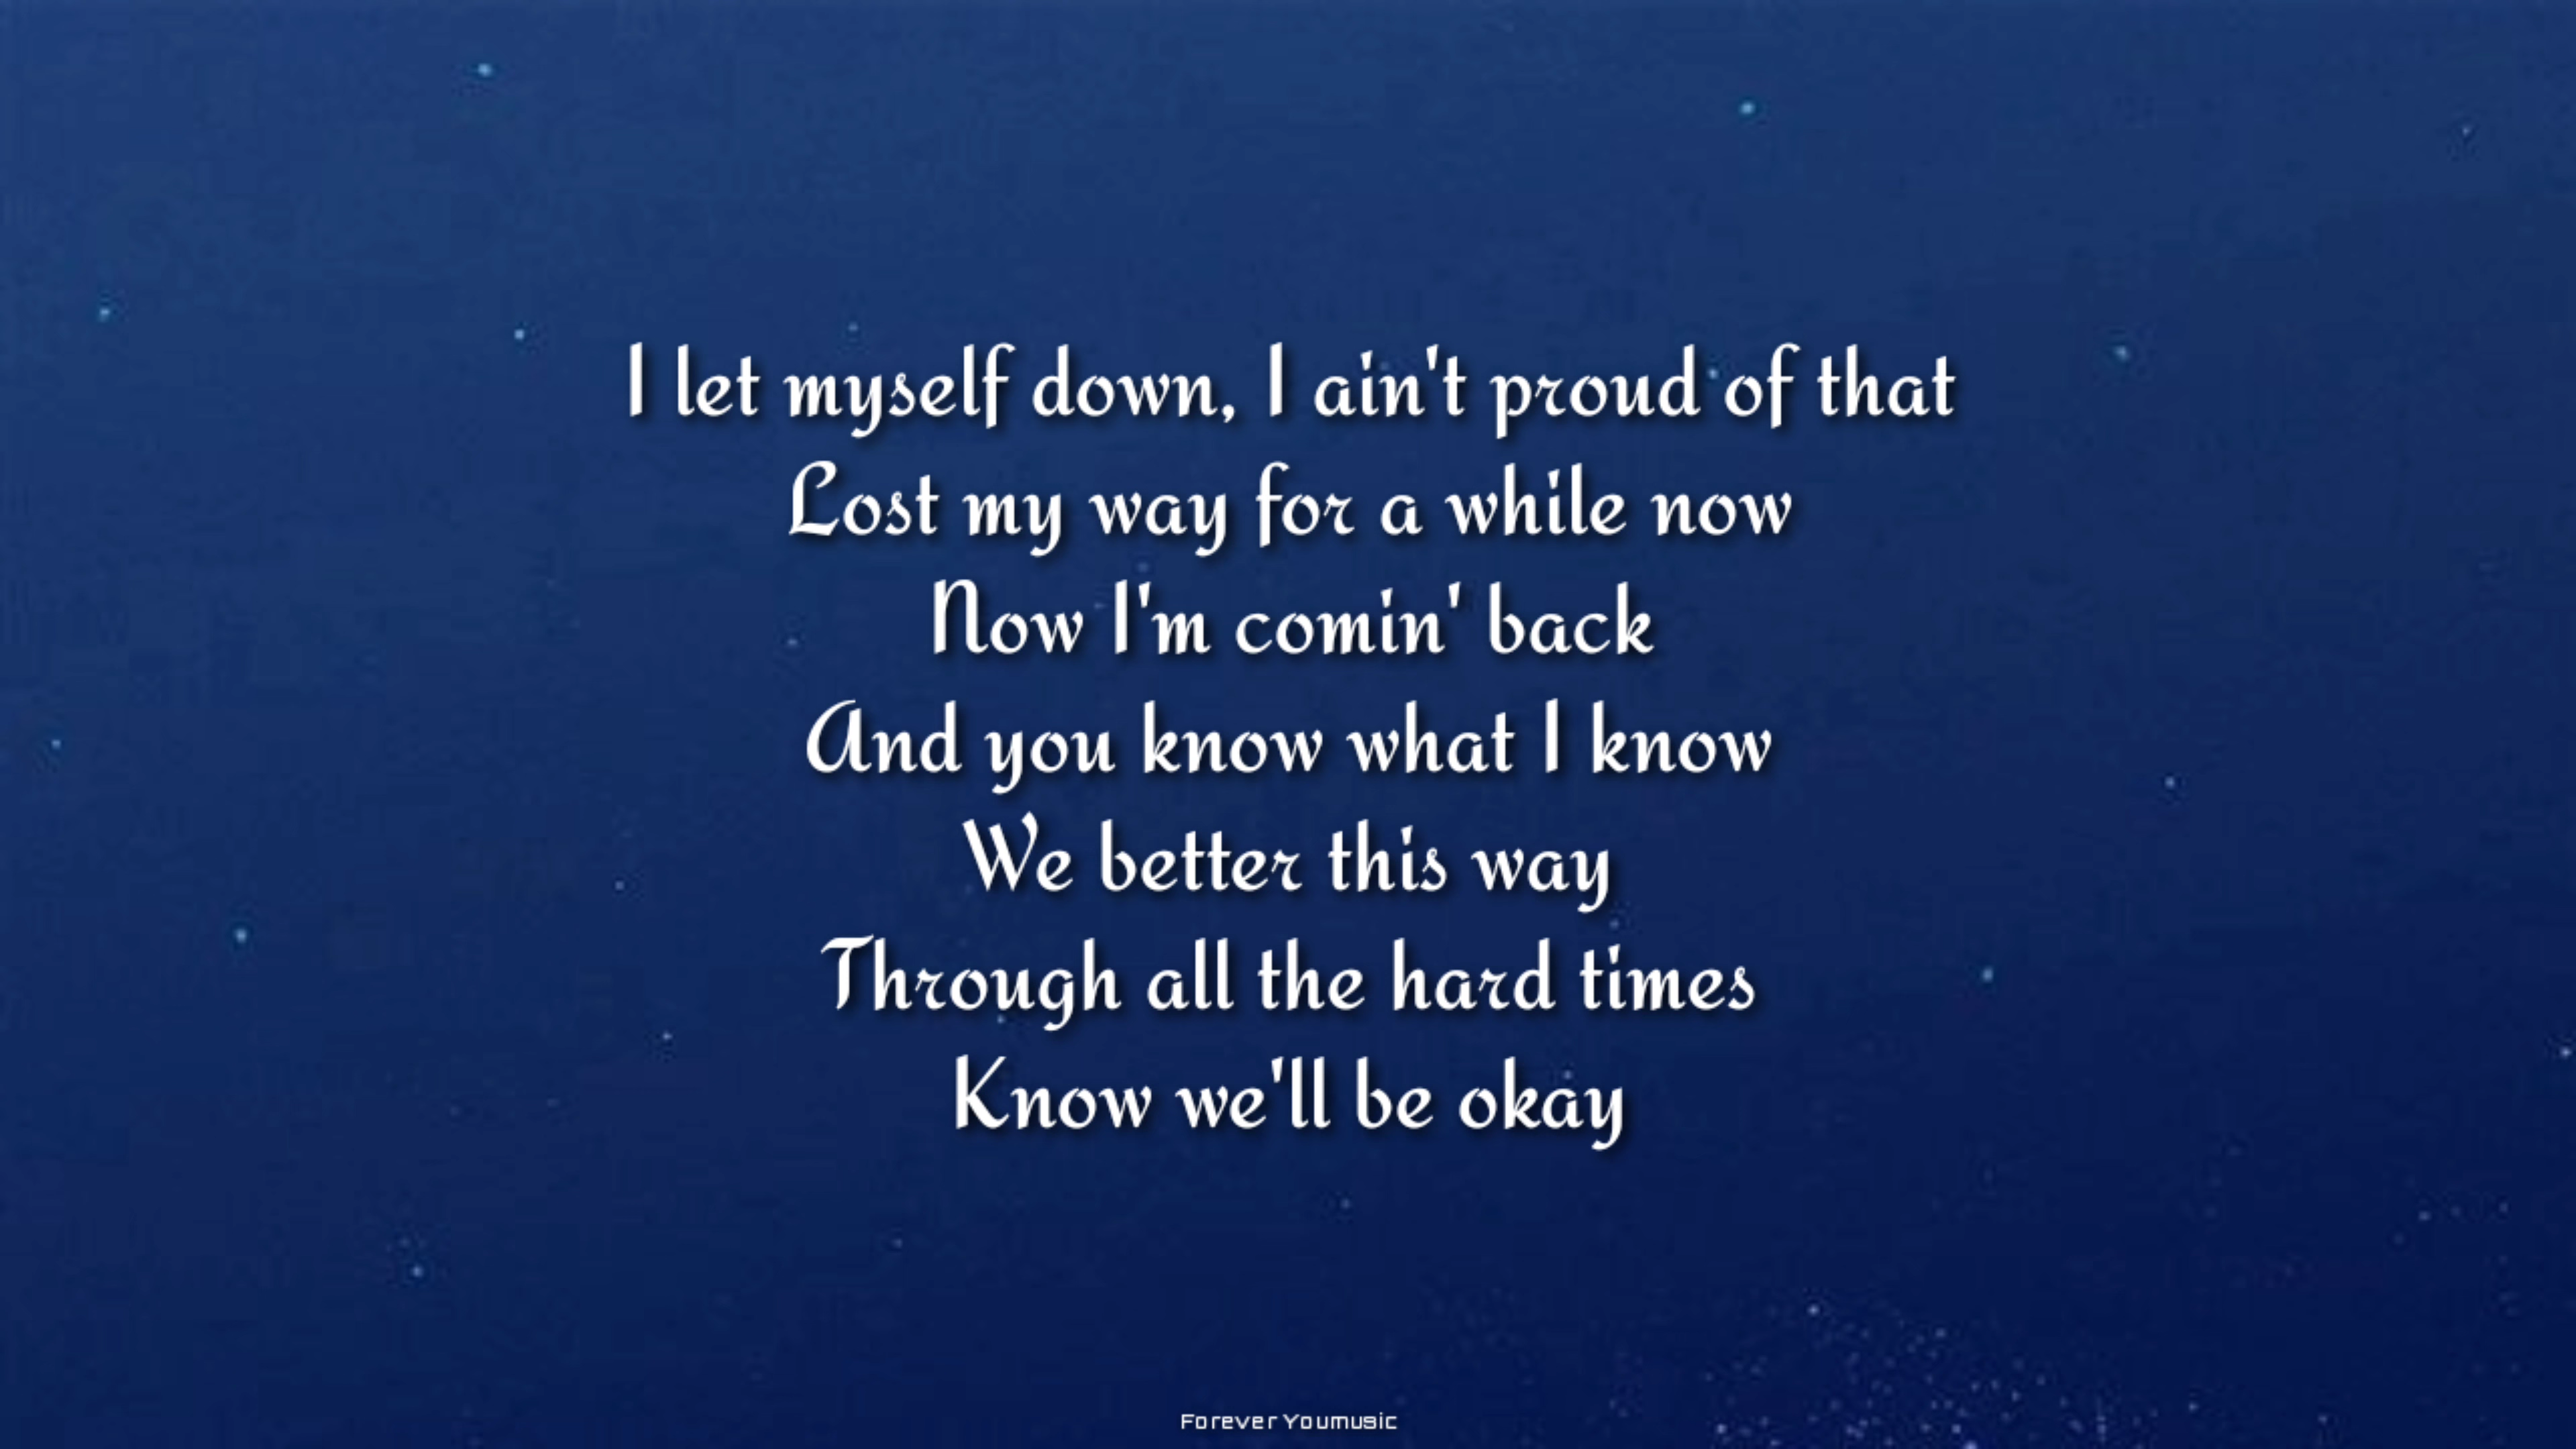 I let myself down, I ain't proud of that
Lost my way for a while now
Now I'm comin' back
And you know what I know
We better this way
Through all the hard times
Know we'll be okay
Forever Youmusic